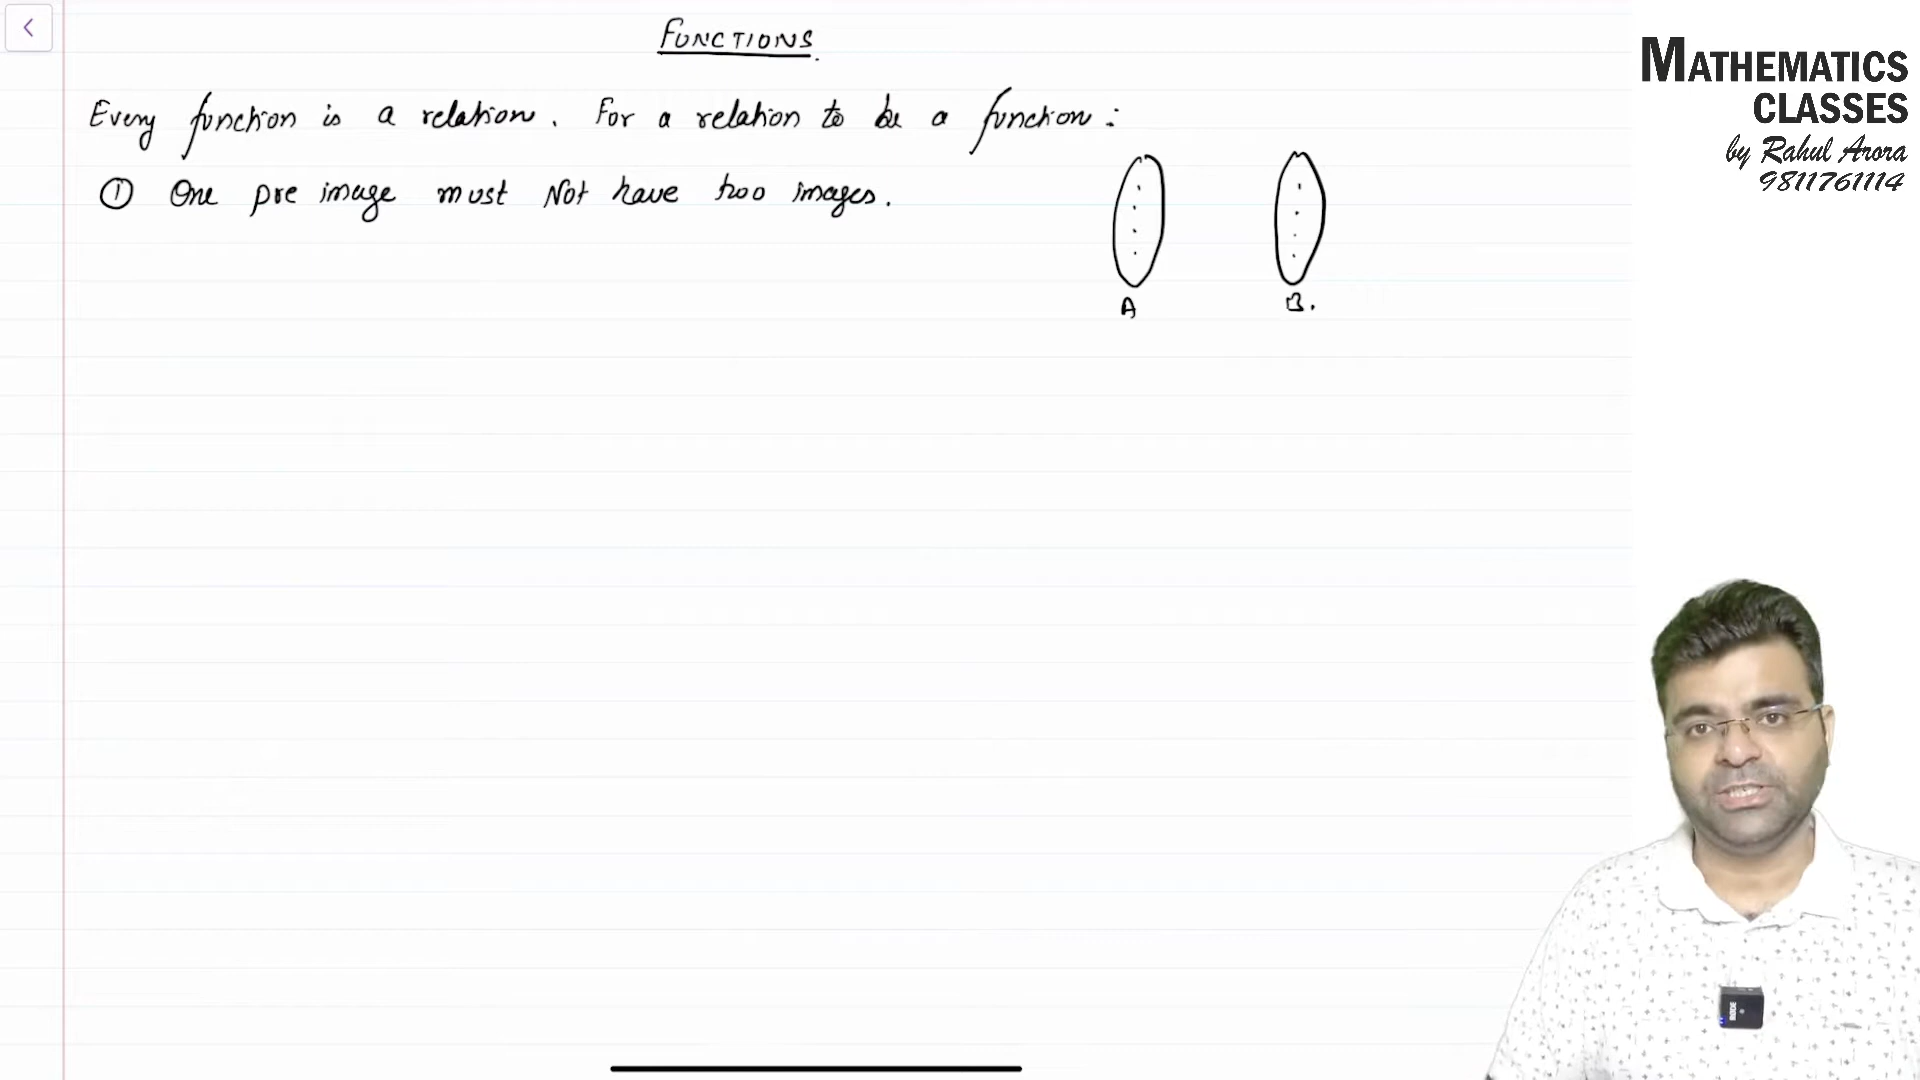 FUNCTIONS.
Every function is a relation. For a relation to be a function :
① One pre image must Not have two images.
A
B.
MATHEMATICS
CLASSES
by Rahul Arora
9811761114